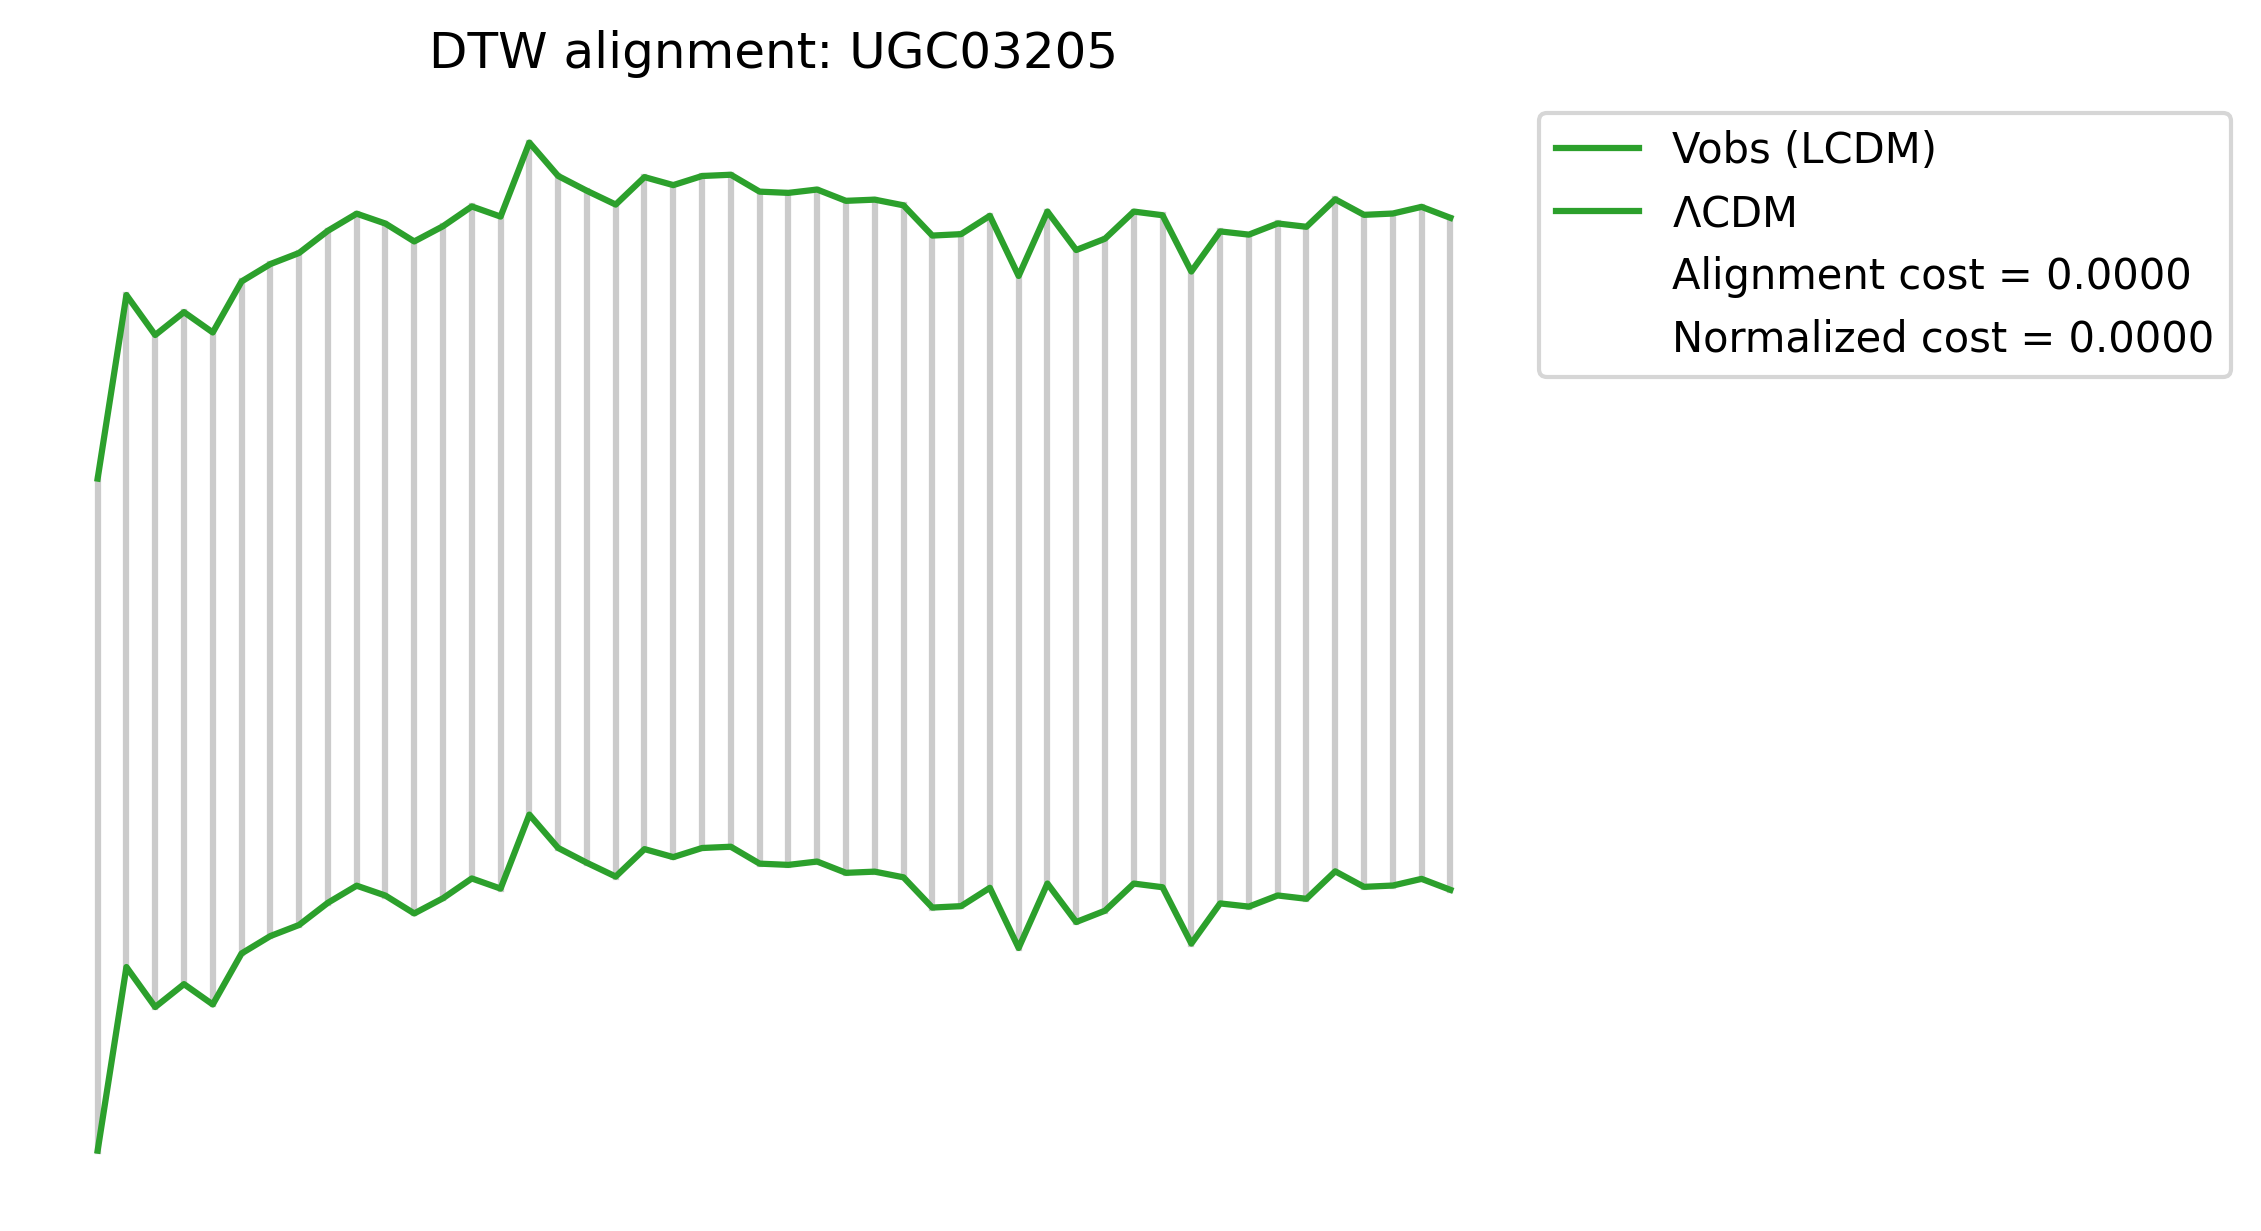 DTW alignment: UGC03205
Vobs (LCDM)
ΛCDM
Alignment cost = 0.0000
Normalized cost = 0.0000